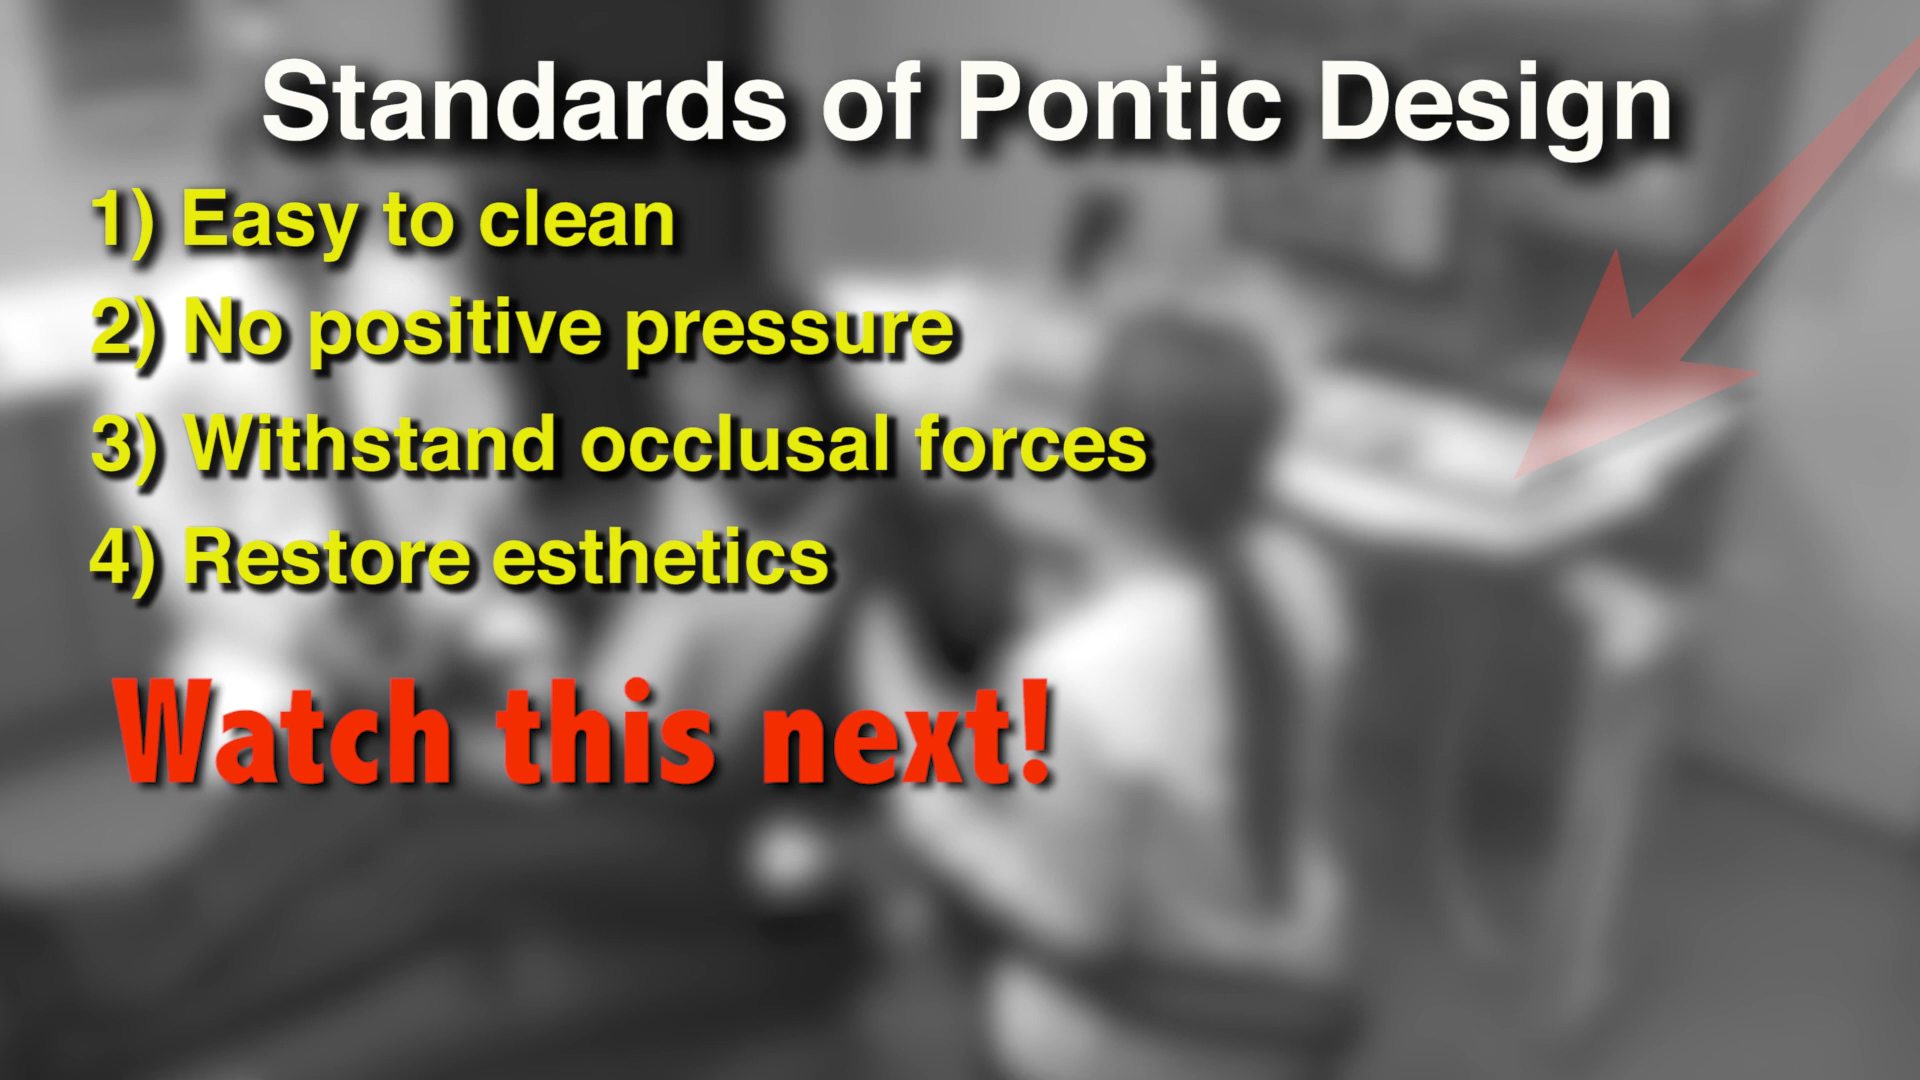 Standards of Pontic Design
1) Easy to clean
2) No positive pressure
3) Withstand occlusal forces
4) Restore esthetics
Watch this next!